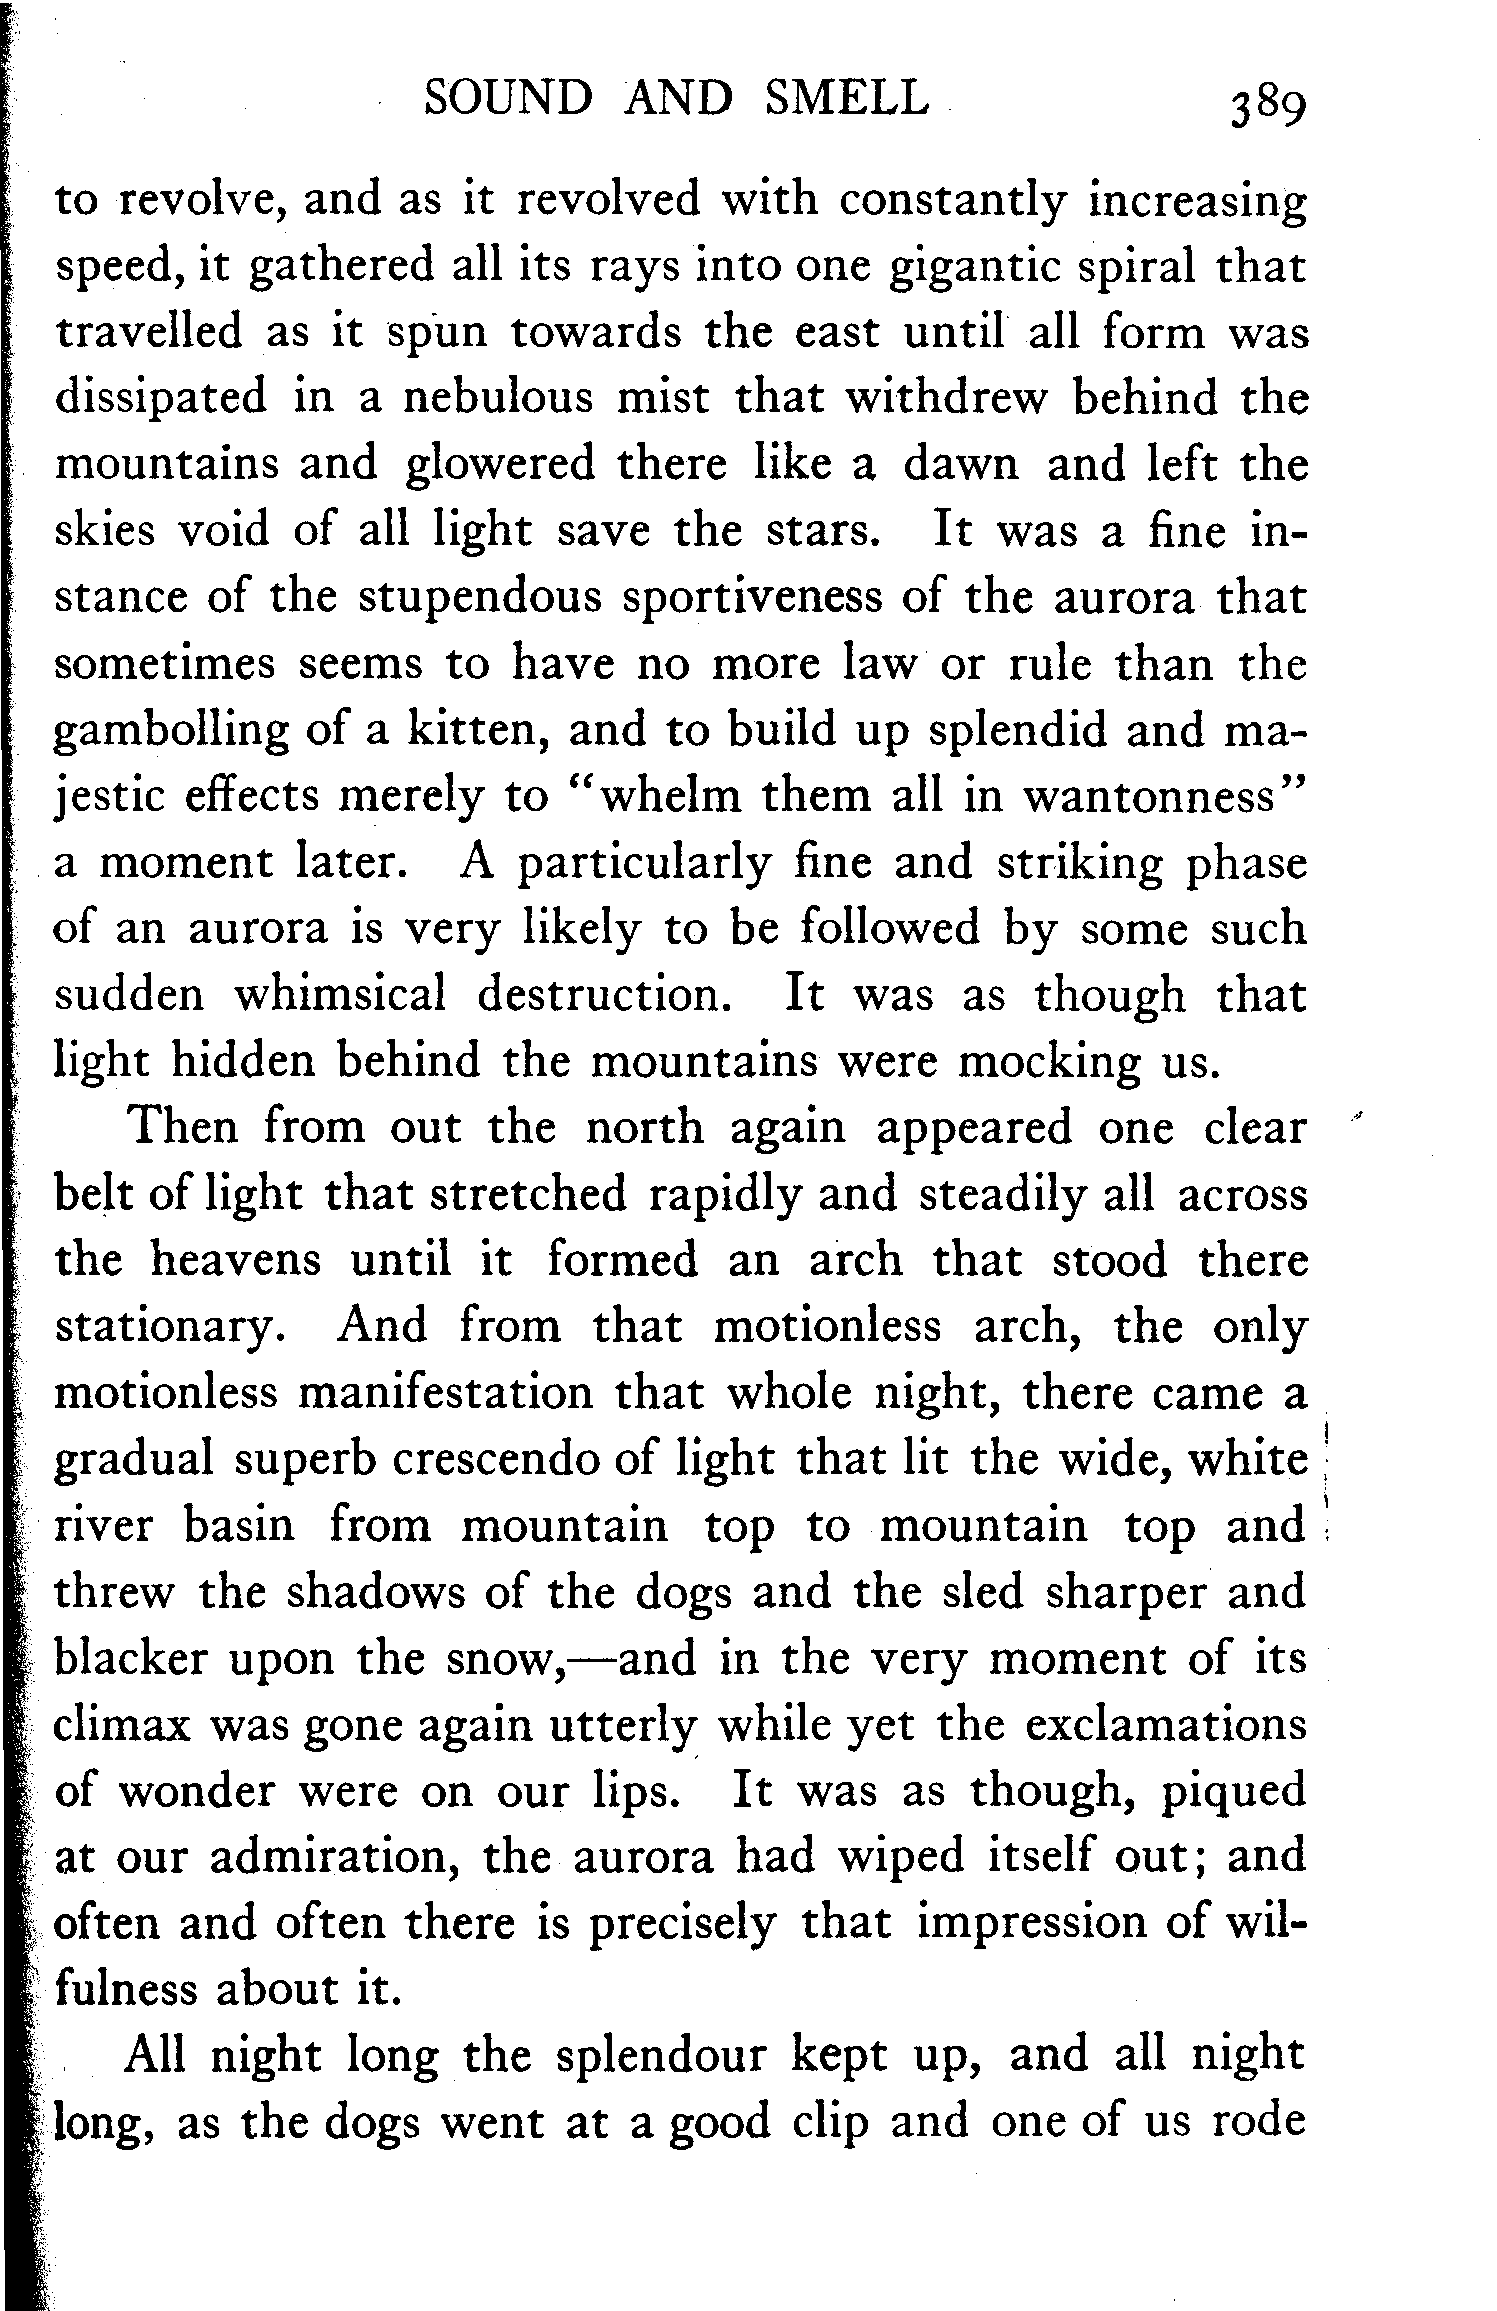 SOUND AND SMELL 389
to revolve, and as it revolved with constantly increasing
speed, it gathered all its rays into one gigantic spiral that
travelled as it spun towards the east until all form was
dissipated in a nebulous mist that withdrew behind the
mountains and glowered there like a dawn and left the
skies void of all light save the stars. It was a fine in-
stance of the stupendous sportiveness of the aurora that
sometimes seems to have no more law or rule than the
gambolling of a kitten, and to build up splendid and ma-
jestic effects merely to “whelm them all in wantonness”
a moment later. A particularly fine and striking phase
of an aurora is very likely to be followed by some such
sudden whimsical destruction. It was as though that
light hidden behind the mountains were mocking us.
Then from out the north again appeared one clear
belt of light that stretched rapidly and steadily all across
the heavens until it formed an arch that stood there
stationary. And from that motionless arch, the only
motionless manifestation that whole night, there came a
gradual superb crescendo of light that lit the wide, white
river basin from mountain top to mountain top and
threw the shadows of the dogs and the sled sharper and
blacker upon the snow,—and in the very moment of its
climax was gone again utterly while yet the exclamations
of wonder were on our lips. It was as though, piqued
at our admiration, the aurora had wiped itself out; and
often and often there is precisely that impression of wil-
fulness about it.
All night long the splendour kept up, and all night
long, as the dogs went at a good clip and one of us rode